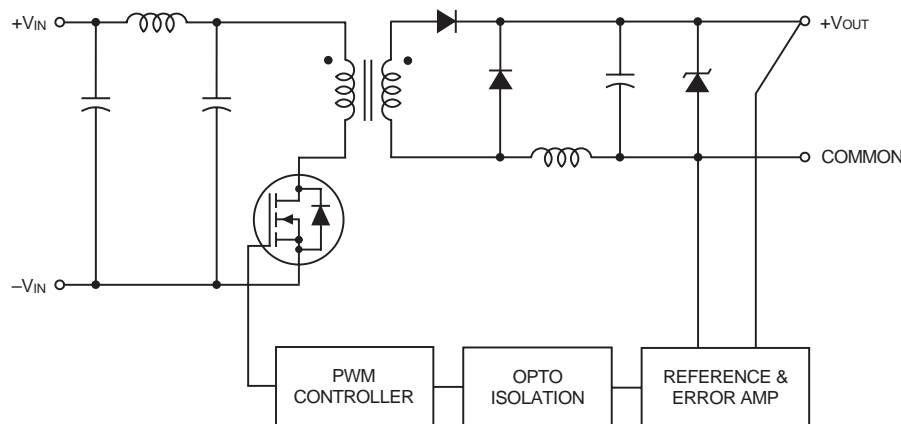 +VIN
+VOUT
COMMON
–VIN
PWM
CONTROLLER
OPTO
ISOLATION
REFERENCE &
ERROR AMP